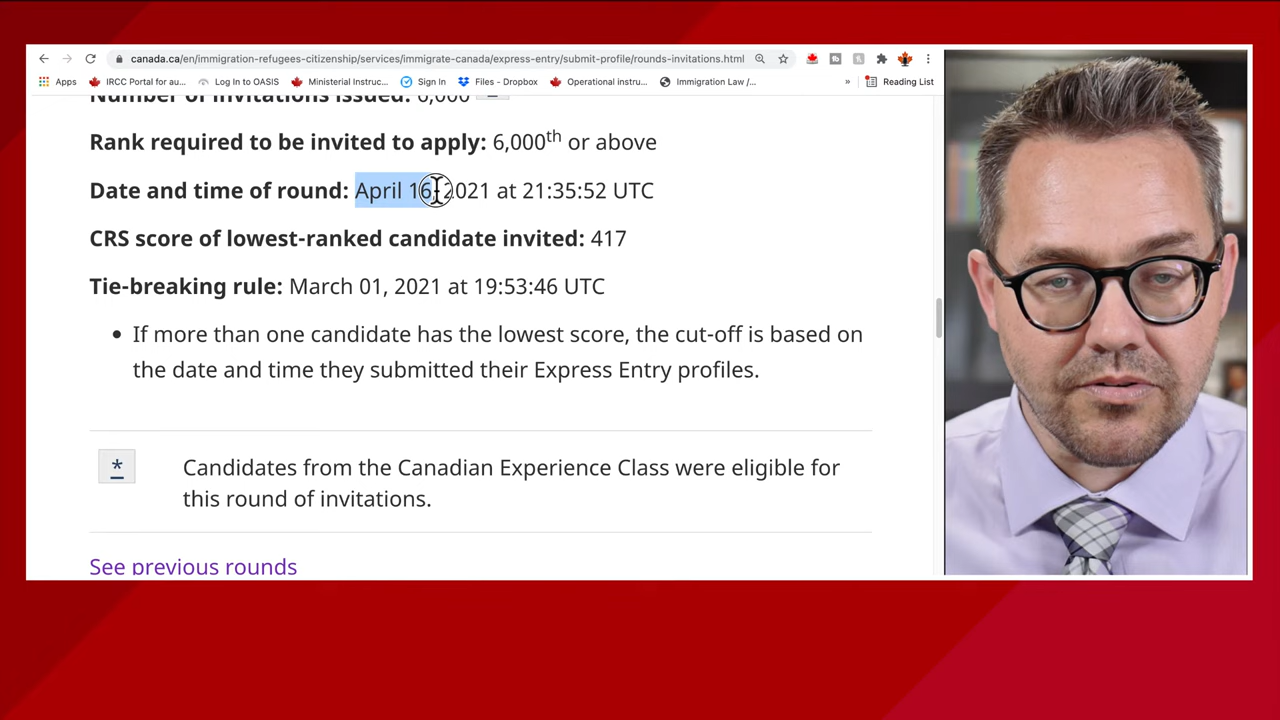 canada.ca/en/immigration-refugees-citizenship/services/immigrate-canada/express-entry/submit-profile/rounds-invitations.html
Apps IRCC Portal for au... Log In to OASIS Ministerial Instruc... Sign In Files - Dropbox Operational instru... Immigration Law /... » Reading List
Number of invitations issued: 6,000
Rank required to be invited to apply: 6,000th or above
Date and time of round: April 16, 2021 at 21:35:52 UTC
CRS score of lowest-ranked candidate invited: 417
Tie-breaking rule: March 01, 2021 at 19:53:46 UTC
• If more than one candidate has the lowest score, the cut-off is based on
the date and time they submitted their Express Entry profiles.
* Candidates from the Canadian Experience Class were eligible for
this round of invitations.
See previous rounds